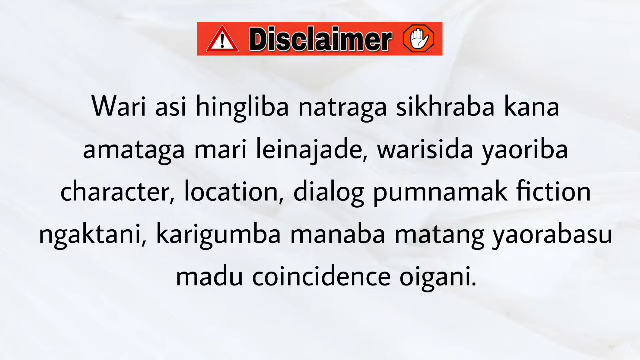 Disclaimer
Wari asi hingliba natraga sikhraba kana
amataga mari leinajade, warisida yaoriba
character, location, dialog pumnamak fiction
ngaktani, karigumba manaba matang yaorabasu
madu coincidence oigani.